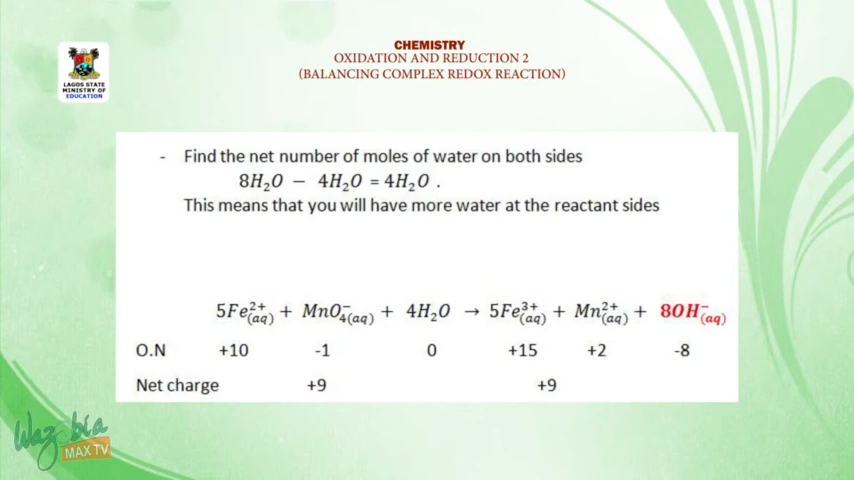 CHEMISTRY
OXIDATION AND REDUCTION 2
(BALANCING COMPLEX REDOX REACTION)
LAGOS STATE
MINISTRY OF
EDUCATION
- Find the net number of moles of water on both sides
8H₂O − 4H₂O = 4H₂O .
This means that you will have more water at the reactant sides
5Fe²⁺(aq) + MnO₄⁻(aq) + 4H₂O → 5Fe³⁺(aq) + Mn²⁺(aq) + 8OH⁻(aq)
O.N +10 -1 0 +15 +2 -8
Net charge +9 +9
Wazobia
MAX TV